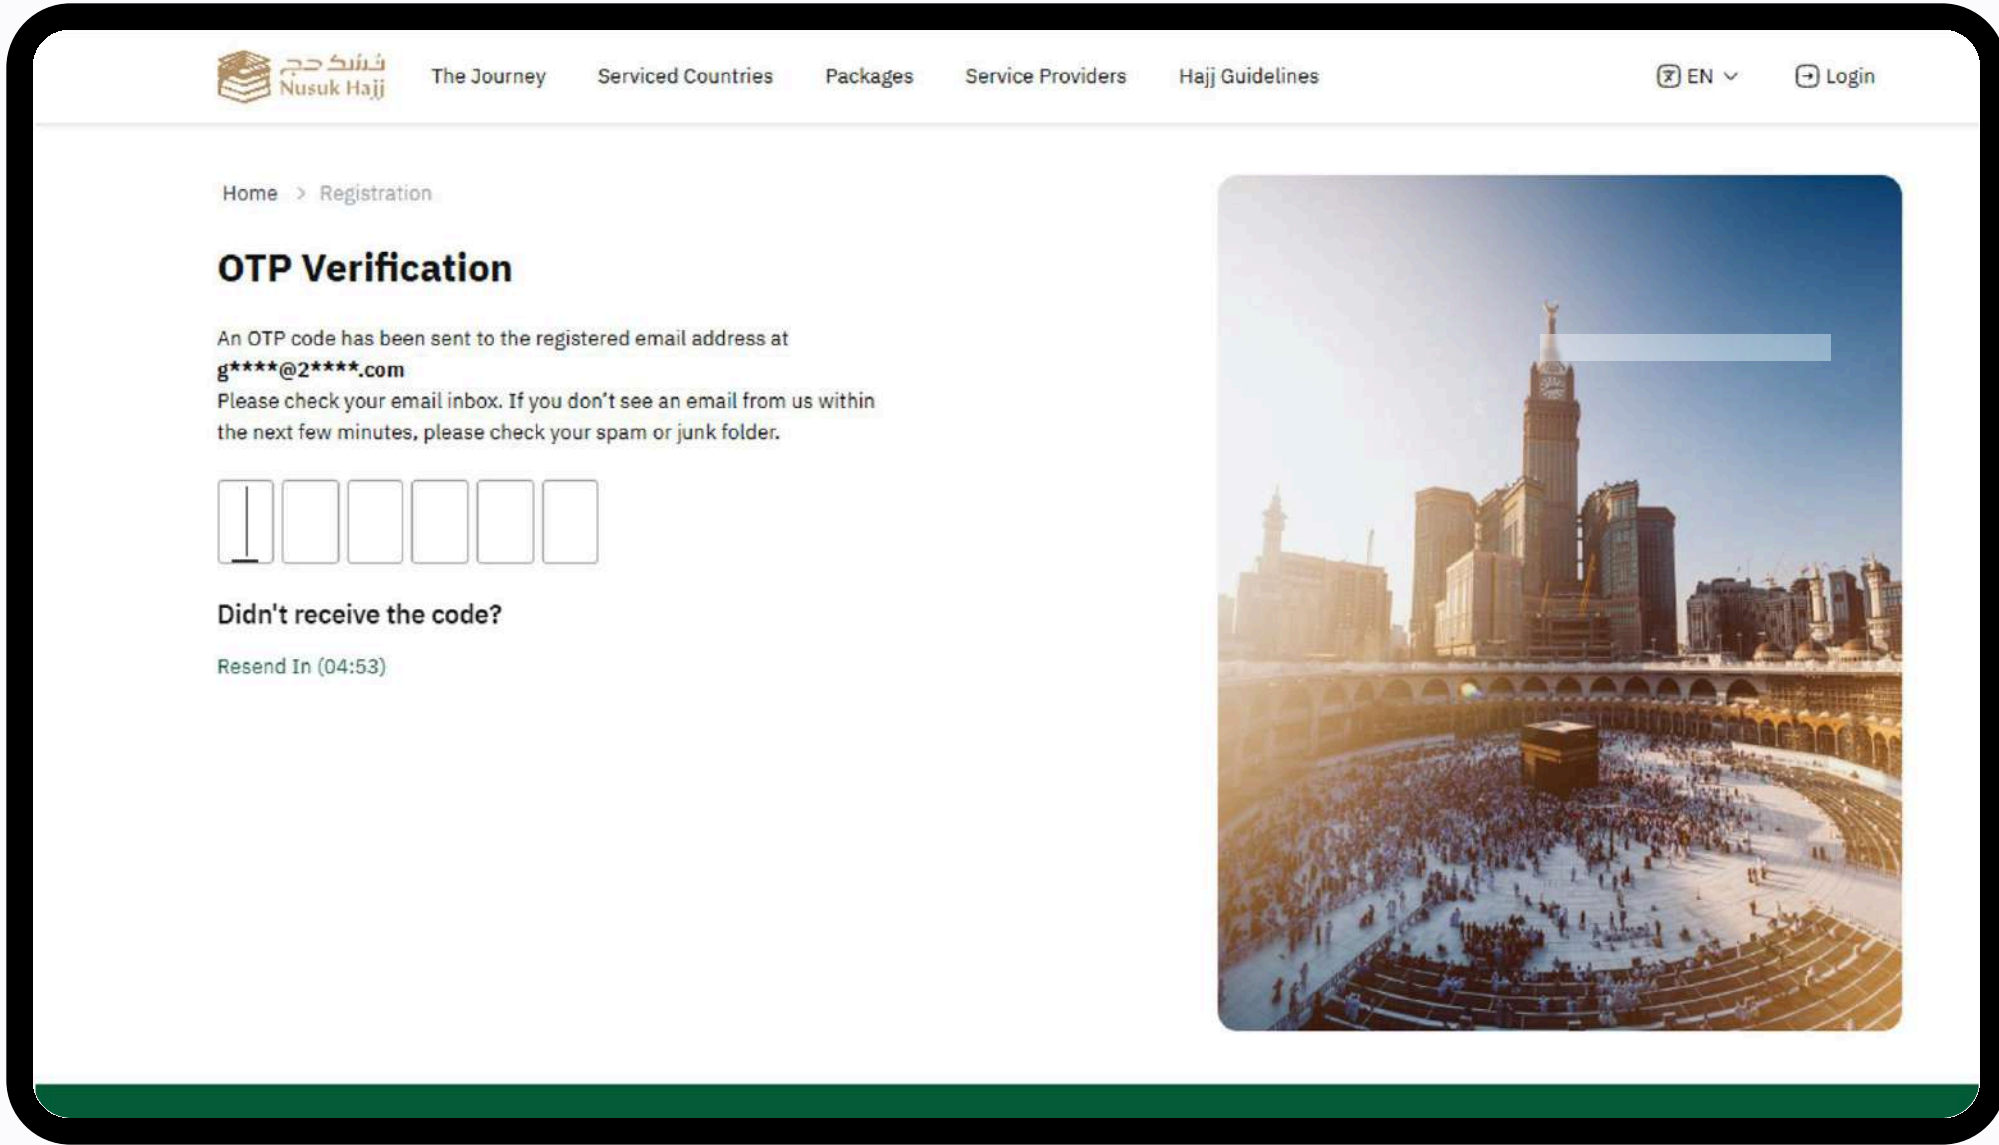 نسك حج
Nusuk Hajj
The Journey
Serviced Countries
Packages
Service Providers
Hajj Guidelines
EN
Login
Home > Registration
OTP Verification
An OTP code has been sent to the registered email address at
g****@2****.com
Please check your email inbox. If you don't see an email from us within
the next few minutes, please check your spam or junk folder.
Didn't receive the code?
Resend In (04:53)